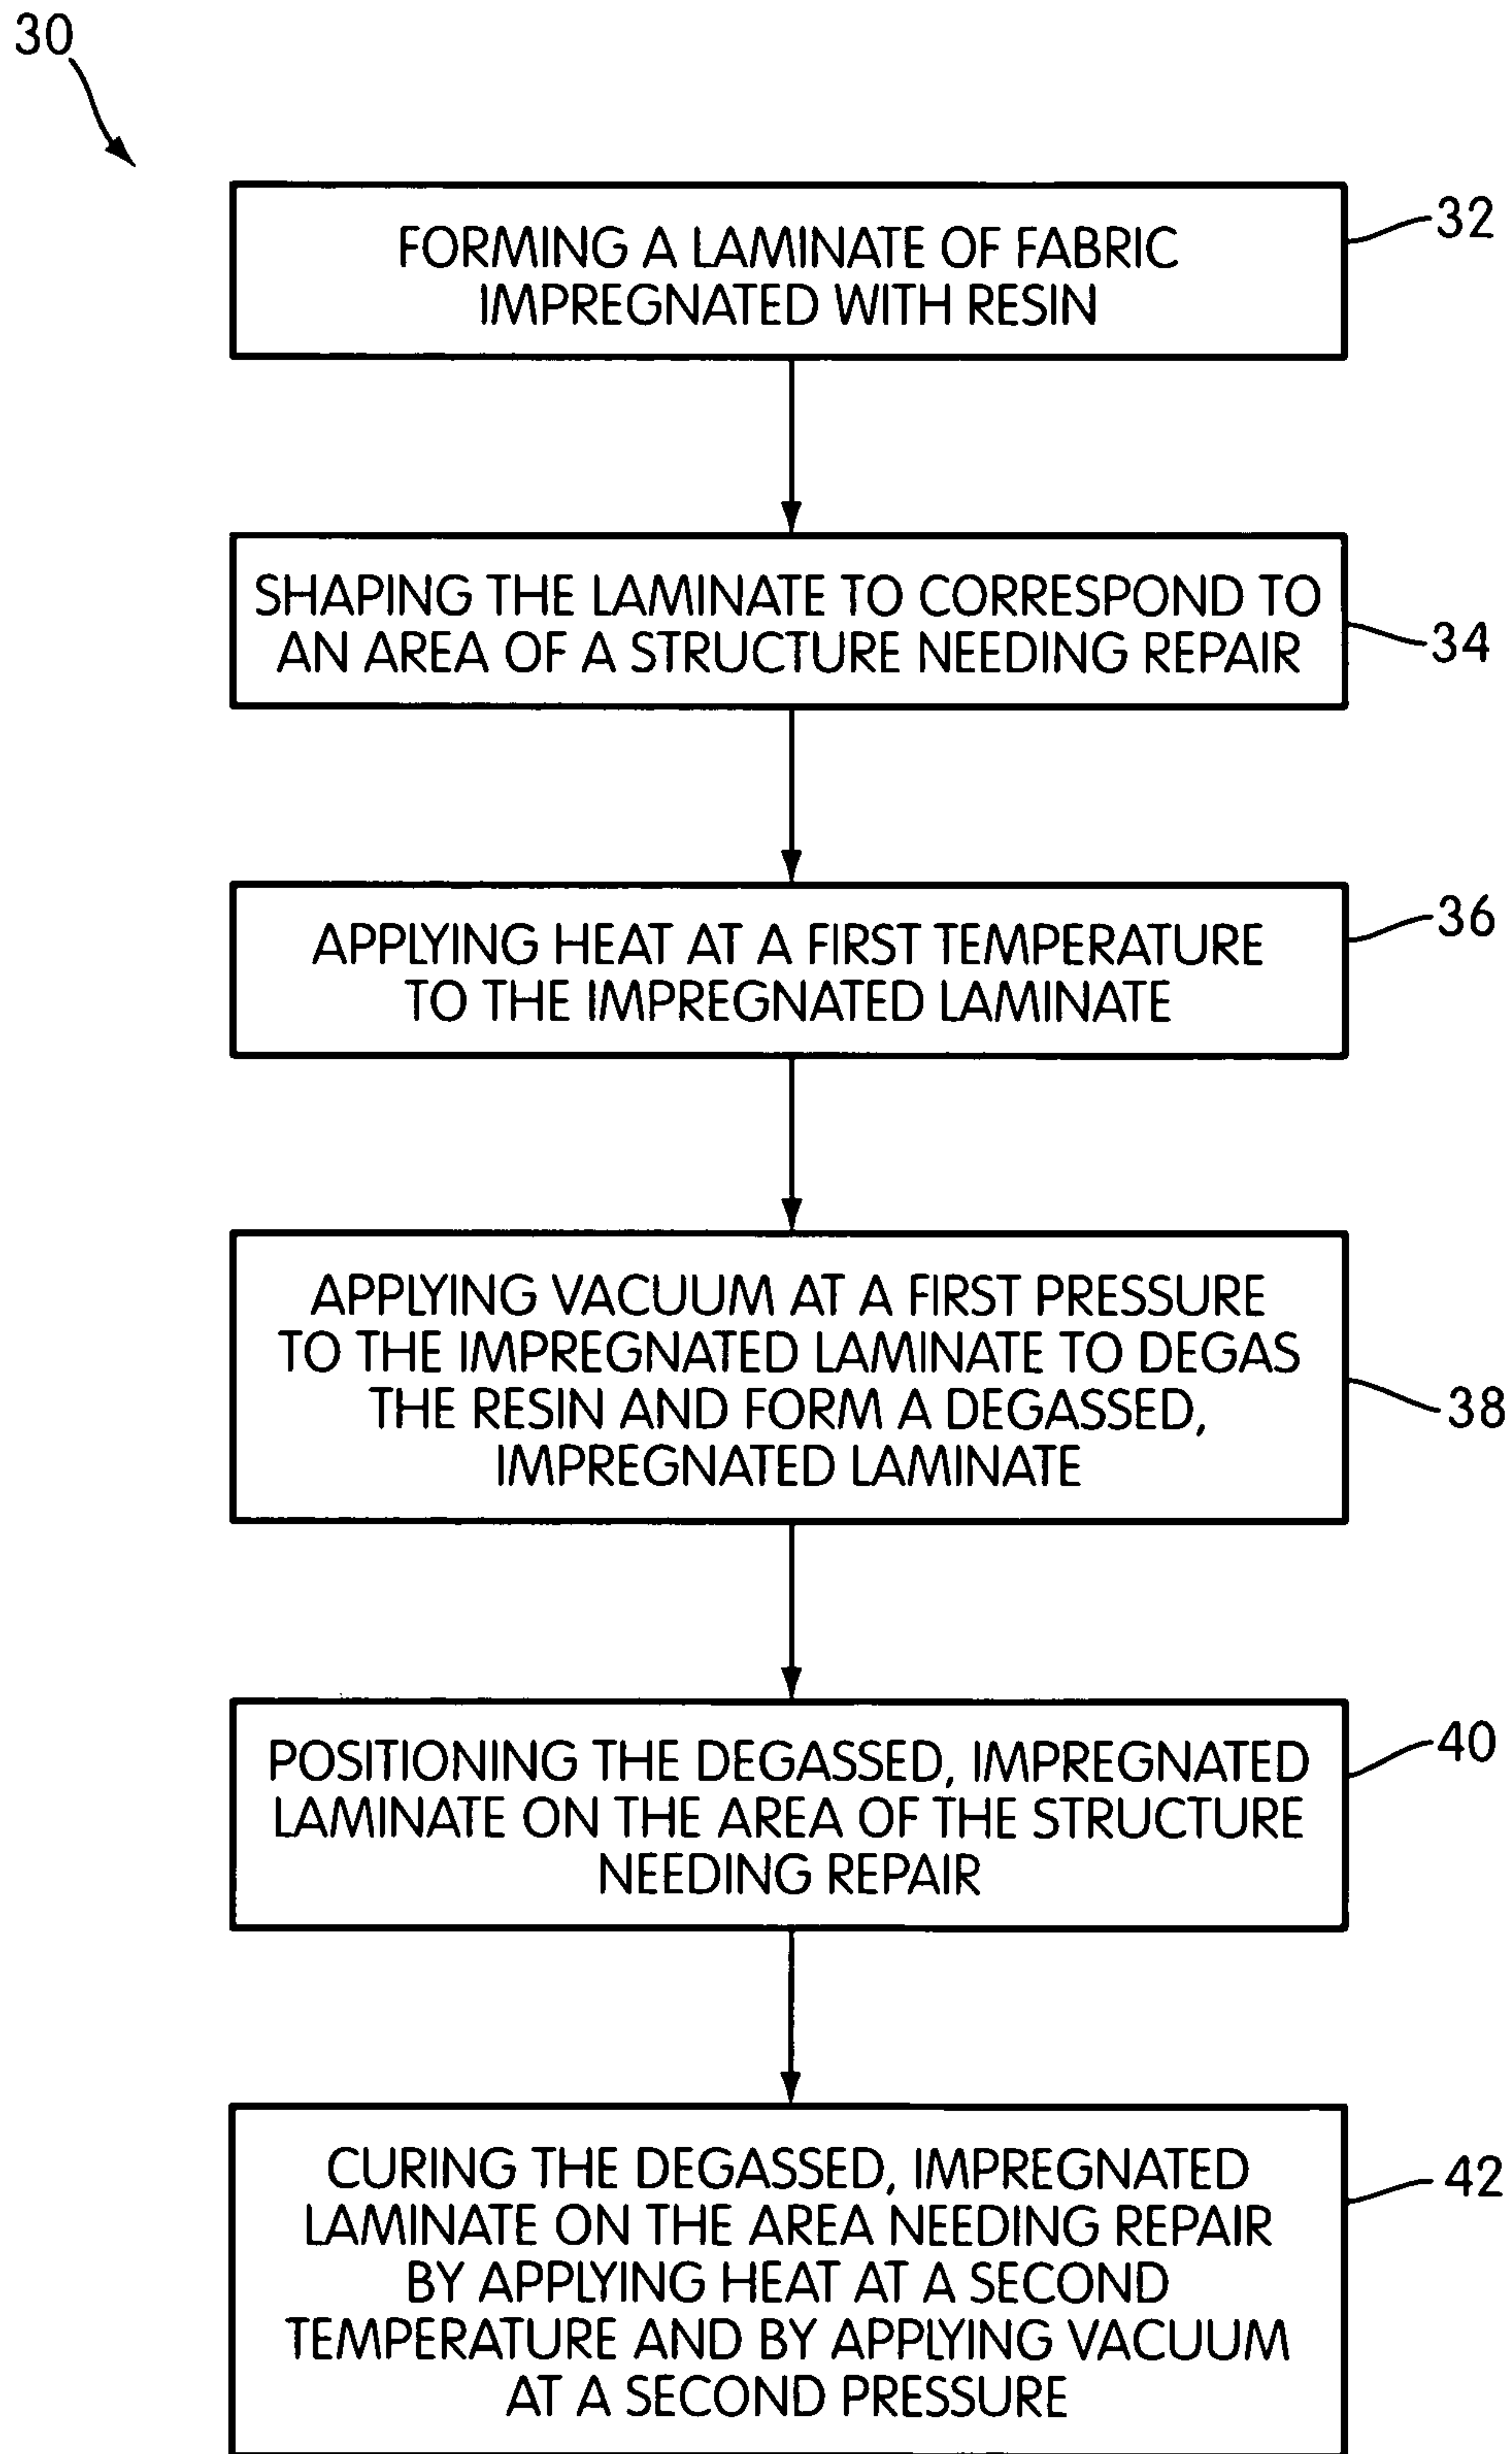 30
FORMING A LAMINATE OF FABRIC
IMPREGNATED WITH RESIN
32
SHAPING THE LAMINATE TO CORRESPOND TO
AN AREA OF A STRUCTURE NEEDING REPAIR
34
APPLYING HEAT AT A FIRST TEMPERATURE
TO THE IMPREGNATED LAMINATE
36
APPLYING VACUUM AT A FIRST PRESSURE
TO THE IMPREGNATED LAMINATE TO DEGAS
THE RESIN AND FORM A DEGASSED,
IMPREGNATED LAMINATE
38
POSITIONING THE DEGASSED, IMPREGNATED
LAMINATE ON THE AREA OF THE STRUCTURE
NEEDING REPAIR
40
CURING THE DEGASSED, IMPREGNATED
LAMINATE ON THE AREA NEEDING REPAIR
BY APPLYING HEAT AT A SECOND
TEMPERATURE AND BY APPLYING VACUUM
AT A SECOND PRESSURE
42